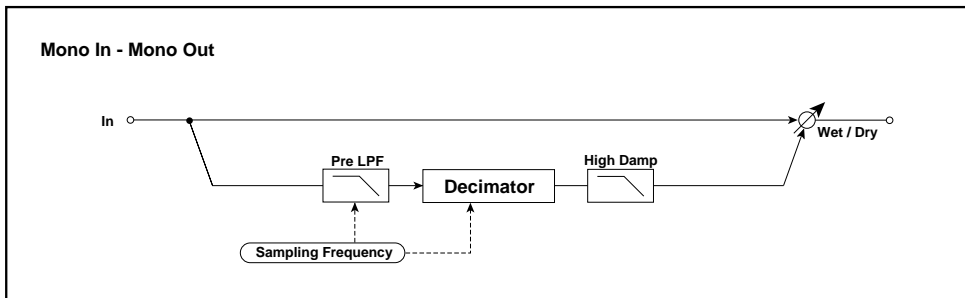 Mono In - Mono Out
In
Wet / Dry
Pre LPF
High Damp
Decimator
Sampling Frequency